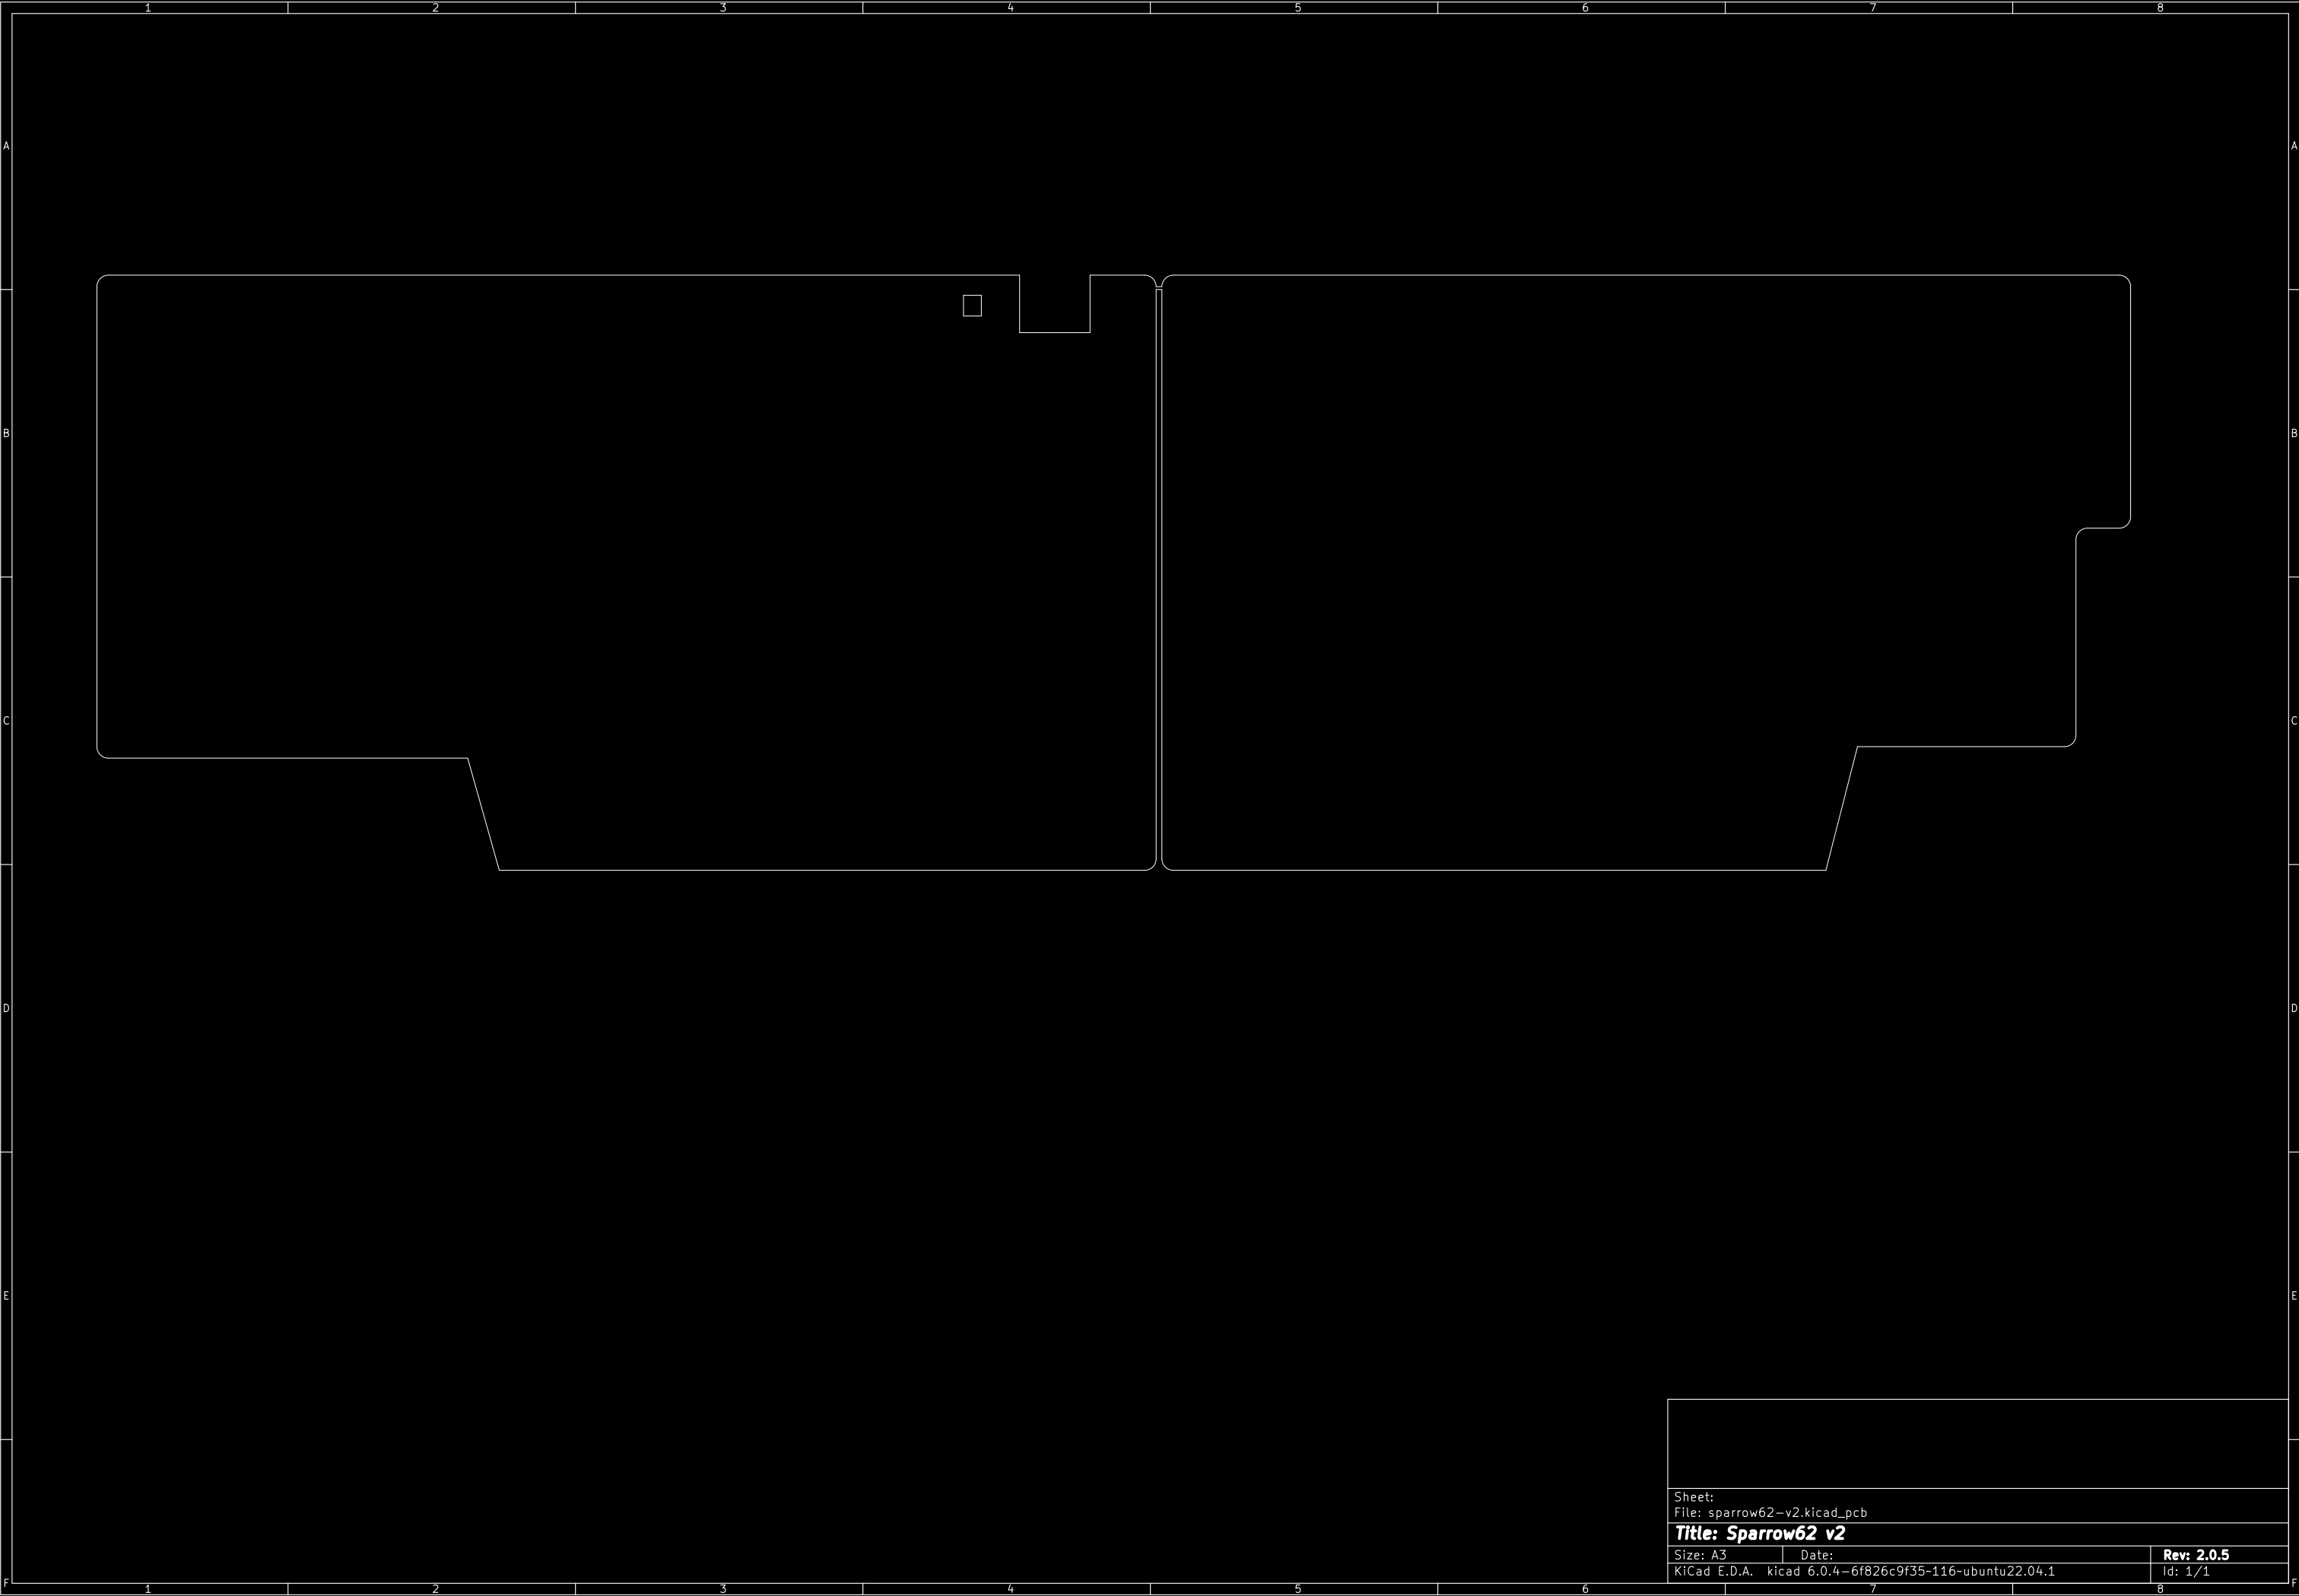 1 2 3 4 5 6 7 8
A A
B B
C C
D D
E E
Sheet:
File: sparrow62-v2.kicad_pcb
Title: Sparrow62 v2
Size: A3 Date: Rev: 2.0.5
KiCad E.D.A. kicad 6.0.4-6f826c9f35~116~ubuntu22.04.1 Id: 1/1
F F
1 2 3 4 5 6 7 8